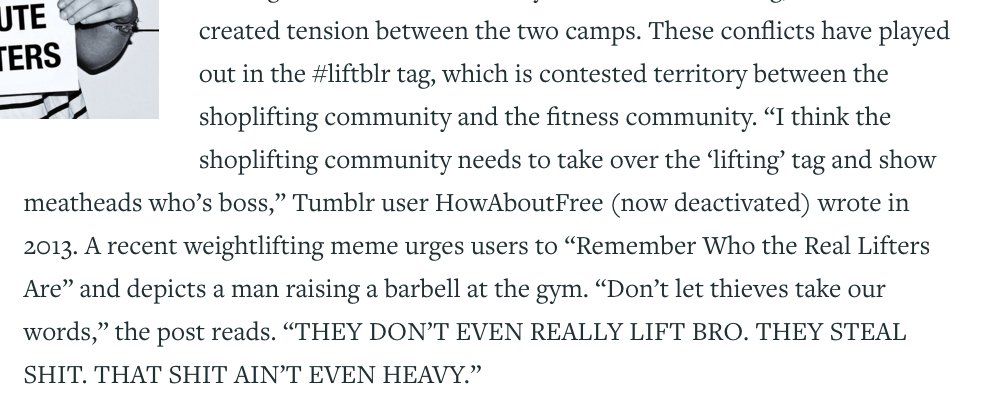 UTE
TERS
created tension between the two camps. These conflicts have played
out in the #liftblr tag, which is contested territory between the
shoplifting community and the fitness community. “I think the
shoplifting community needs to take over the ‘lifting’ tag and show
meatheads who’s boss,” Tumblr user HowAboutFree (now deactivated) wrote in
2013. A recent weightlifting meme urges users to “Remember Who the Real Lifters
Are” and depicts a man raising a barbell at the gym. “Don’t let thieves take our
words,” the post reads. “THEY DON’T EVEN REALLY LIFT BRO. THEY STEAL
SHIT. THAT SHIT AIN’T EVEN HEAVY.”